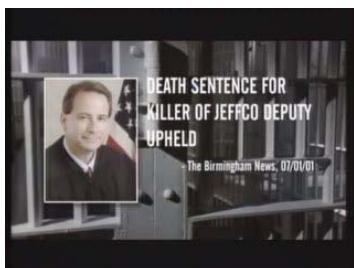 DEATH SENTENCE FOR
KILLER OF JEFFCO DEPUTY
UPHELD
- The Birmingham News, 07/01/01